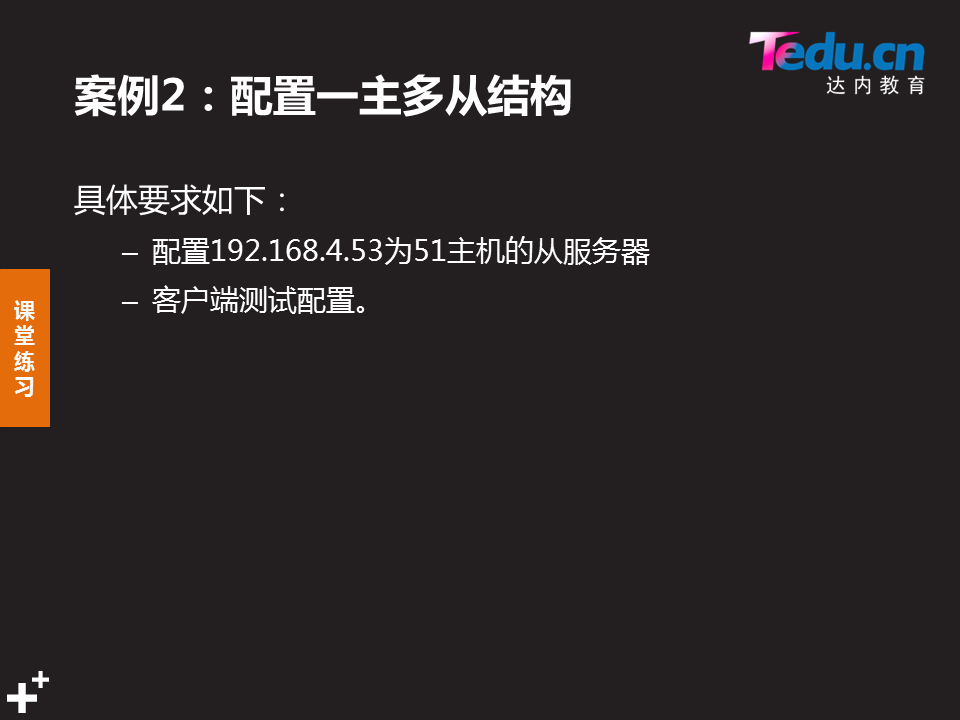 Tedu.cn
达内教育
案例2：配置一主多从结构
具体要求如下：
– 配置192.168.4.53为51主机的从服务器
– 客户端测试配置。
课
堂
练
习